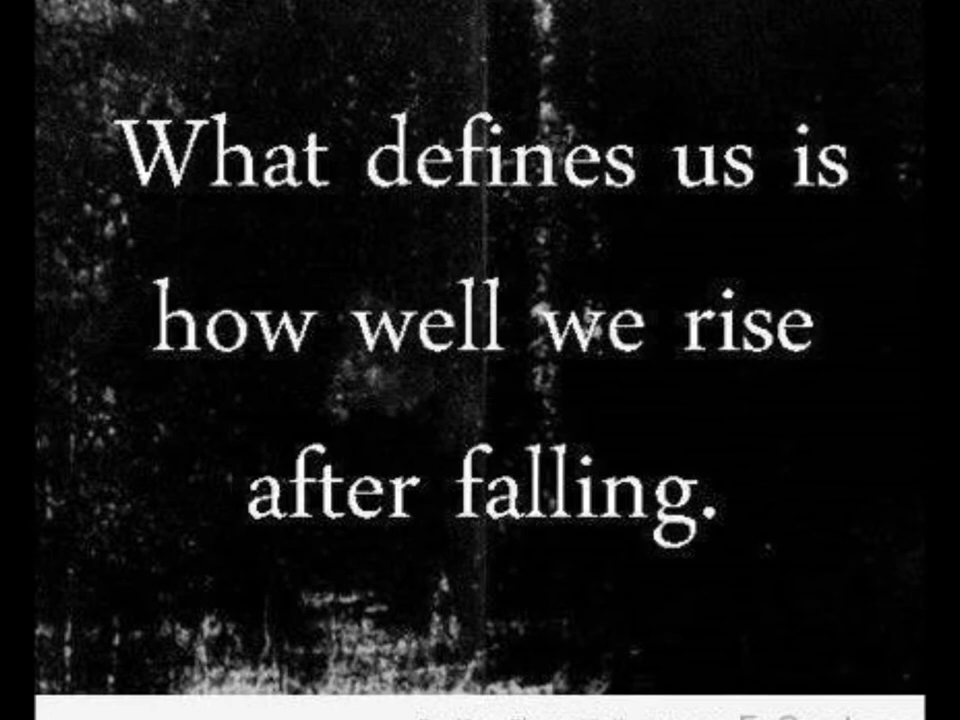 What defines us is
how well we rise
after falling.